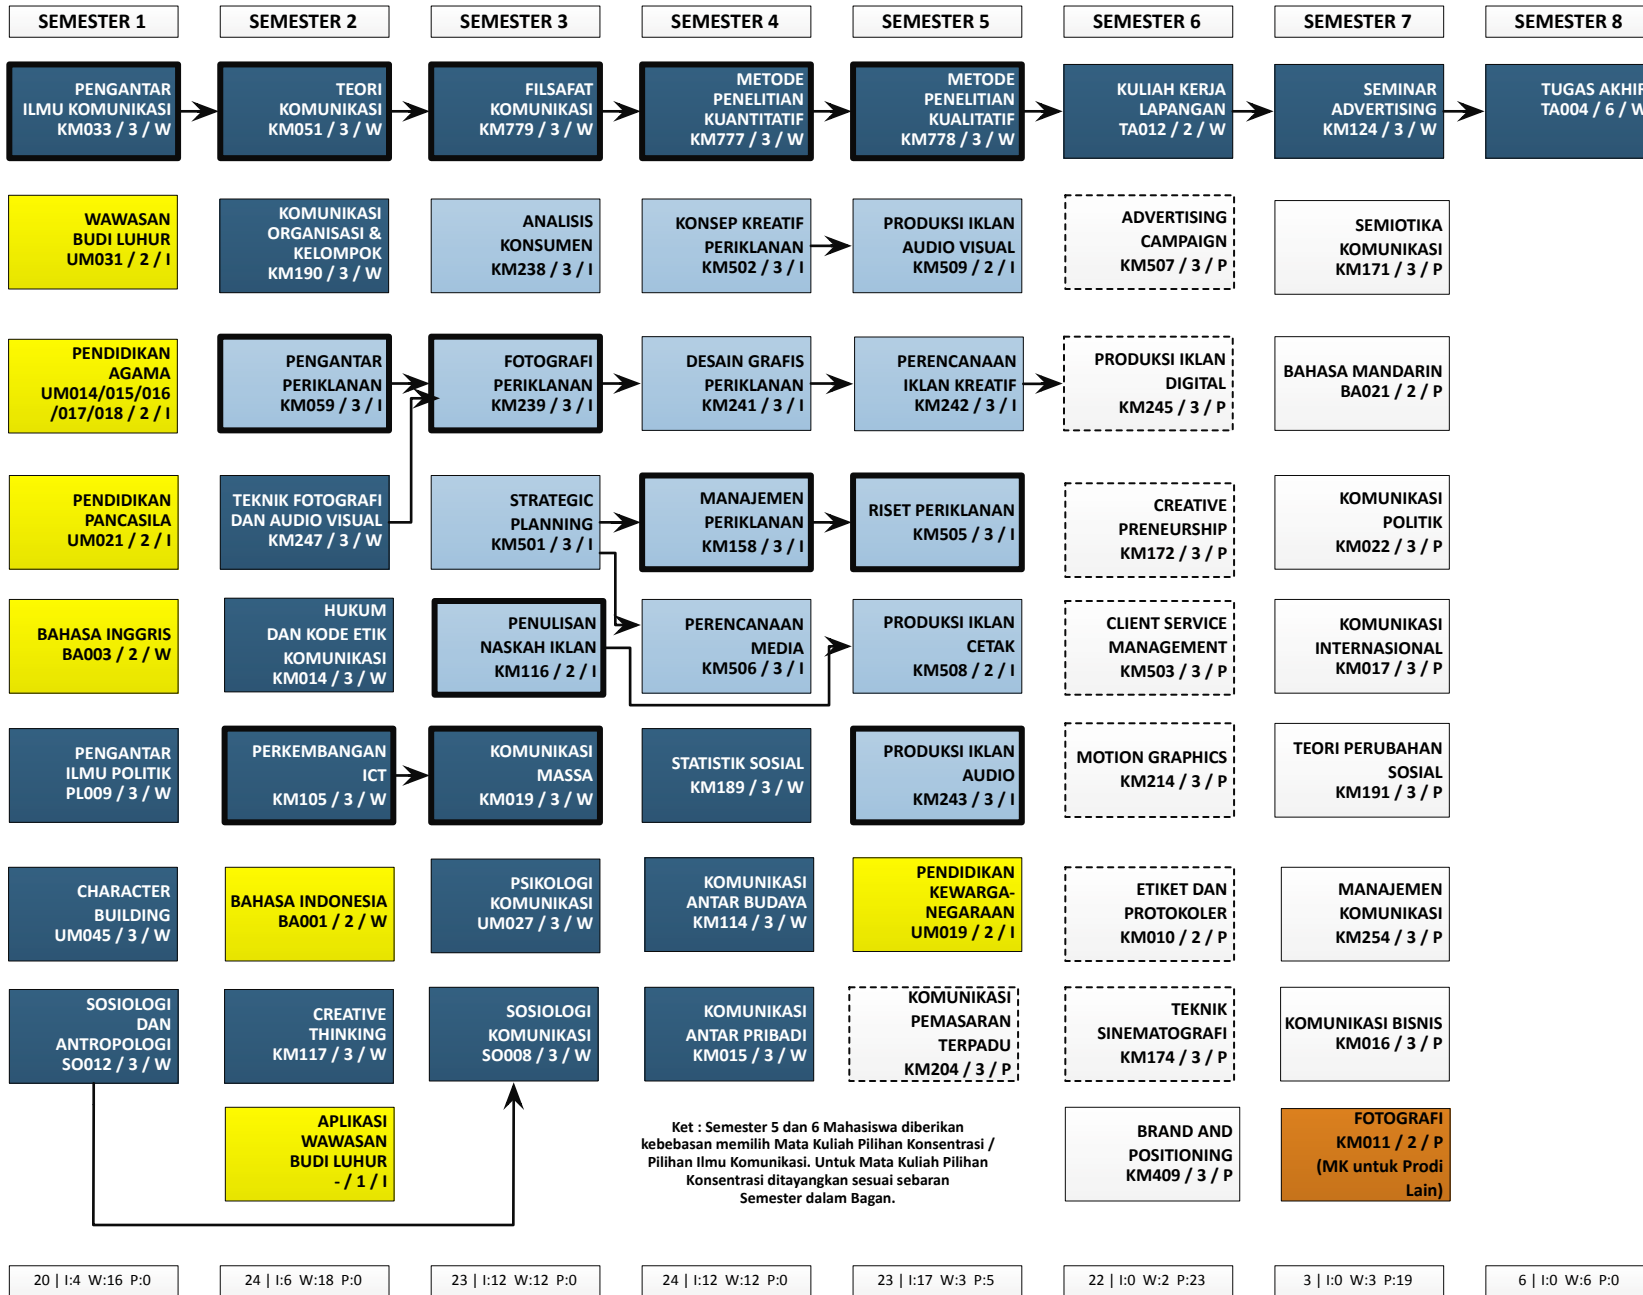 SEMESTER 1
SEMESTER 2
SEMESTER 3
SEMESTER 4
SEMESTER 5
SEMESTER 6
SEMESTER 7
SEMESTER 8
PENGANTAR
ILMU KOMUNIKASI
KM033 / 3 / W
TEORI
KOMUNIKASI
KM051 / 3 / W
FILSAFAT
KOMUNIKASI
KM779 / 3 / W
METODE
PENELITIAN
KUANTITATIF
KM777 / 3 / W
METODE
PENELITIAN
KUALITATIF
KM778 / 3 / W
KULIAH KERJA
LAPANGAN
TA012 / 2 / W
SEMINAR
ADVERTISING
KM124 / 3 / W
TUGAS AKHIR
TA004 / 6 / W
WAWASAN
BUDI LUHUR
UM031 / 2 / I
KOMUNIKASI
ORGANISASI &
KELOMPOK
KM190 / 3 / W
ANALISIS
KONSUMEN
KM238 / 3 / I
KONSEP KREATIF
PERIKLANAN
KM502 / 3 / I
PRODUKSI IKLAN
AUDIO VISUAL
KM509 / 2 / I
ADVERTISING
CAMPAIGN
KM507 / 3 / P
SEMIOTIKA
KOMUNIKASI
KM171 / 3 / P
PENDIDIKAN
AGAMA
UM014/015/016
/017/018 / 2 / I
PENGANTAR
PERIKLANAN
KM059 / 3 / I
FOTOGRAFI
PERIKLANAN
KM239 / 3 / I
DESAIN GRAFIS
PERIKLANAN
KM241 / 3 / I
PERENCANAAN
IKLAN KREATIF
KM242 / 3 / I
PRODUKSI IKLAN
DIGITAL
KM245 / 3 / P
BAHASA MANDARIN
BA021 / 2 / P
PENDIDIKAN
PANCASILA
UM021 / 2 / I
TEKNIK FOTOGRAFI
DAN AUDIO VISUAL
KM247 / 3 / W
STRATEGIC
PLANNING
KM501 / 3 / I
MANAJEMEN
PERIKLANAN
KM158 / 3 / I
RISET PERIKLANAN
KM505 / 3 / I
CREATIVE
PRENEURSHIP
KM172 / 3 / P
KOMUNIKASI
POLITIK
KM022 / 3 / P
BAHASA INGGRIS
BA003 / 2 / W
HUKUM
DAN KODE ETIK
KOMUNIKASI
KM014 / 3 / W
PENULISAN
NASKAH IKLAN
KM116 / 2 / I
PERENCANAAN
MEDIA
KM506 / 3 / I
PRODUKSI IKLAN
CETAK
KM508 / 2 / I
CLIENT SERVICE
MANAGEMENT
KM503 / 3 / P
KOMUNIKASI
INTERNASIONAL
KM017 / 3 / P
PENGANTAR
ILMU POLITIK
PL009 / 3 / W
PERKEMBANGAN
ICT
KM105 / 3 / W
KOMUNIKASI
MASSA
KM019 / 3 / W
STATISTIK SOSIAL
KM189 / 3 / W
PRODUKSI IKLAN
AUDIO
KM243 / 3 / I
MOTION GRAPHICS
KM214 / 3 / P
TEORI PERUBAHAN
SOSIAL
KM191 / 3 / P
CHARACTER
BUILDING
UM045 / 3 / W
BAHASA INDONESIA
BA001 / 2 / W
PSIKOLOGI
KOMUNIKASI
UM027 / 3 / W
KOMUNIKASI
ANTAR BUDAYA
KM114 / 3 / W
PENDIDIKAN
KEWARGA-
NEGARAAN
UM019 / 2 / I
ETIKET DAN
PROTOKOLER
KM010 / 2 / P
MANAJEMEN
KOMUNIKASI
KM254 / 3 / P
SOSIOLOGI
DAN
ANTROPOLOGI
SO012 / 3 / W
CREATIVE
THINKING
KM117 / 3 / W
SOSIOLOGI
KOMUNIKASI
SO008 / 3 / W
KOMUNIKASI
ANTAR PRIBADI
KM015 / 3 / W
KOMUNIKASI
PEMASARAN
TERPADU
KM204 / 3 / P
TEKNIK
SINEMATOGRAFI
KM174 / 3 / P
KOMUNIKASI BISNIS
KM016 / 3 / P
APLIKASI
WAWASAN
BUDI LUHUR
- / 1 / I
Ket : Semester 5 dan 6 Mahasiswa diberikan
kebebasan memilih Mata Kuliah Pilihan Konsentrasi /
Pilihan Ilmu Komunikasi. Untuk Mata Kuliah Pilihan
Konsentrasi ditayangkan sesuai sebaran
Semester dalam Bagan.
BRAND AND
POSITIONING
KM409 / 3 / P
FOTOGRAFI
KM011 / 2 / P
(MK untuk Prodi
Lain)
20 | I:4 W:16 P:0
24 | I:6 W:18 P:0
23 | I:12 W:12 P:0
24 | I:12 W:12 P:0
23 | I:17 W:3 P:5
22 | I:0 W:2 P:23
3 | I:0 W:3 P:19
6 | I:0 W:6 P:0